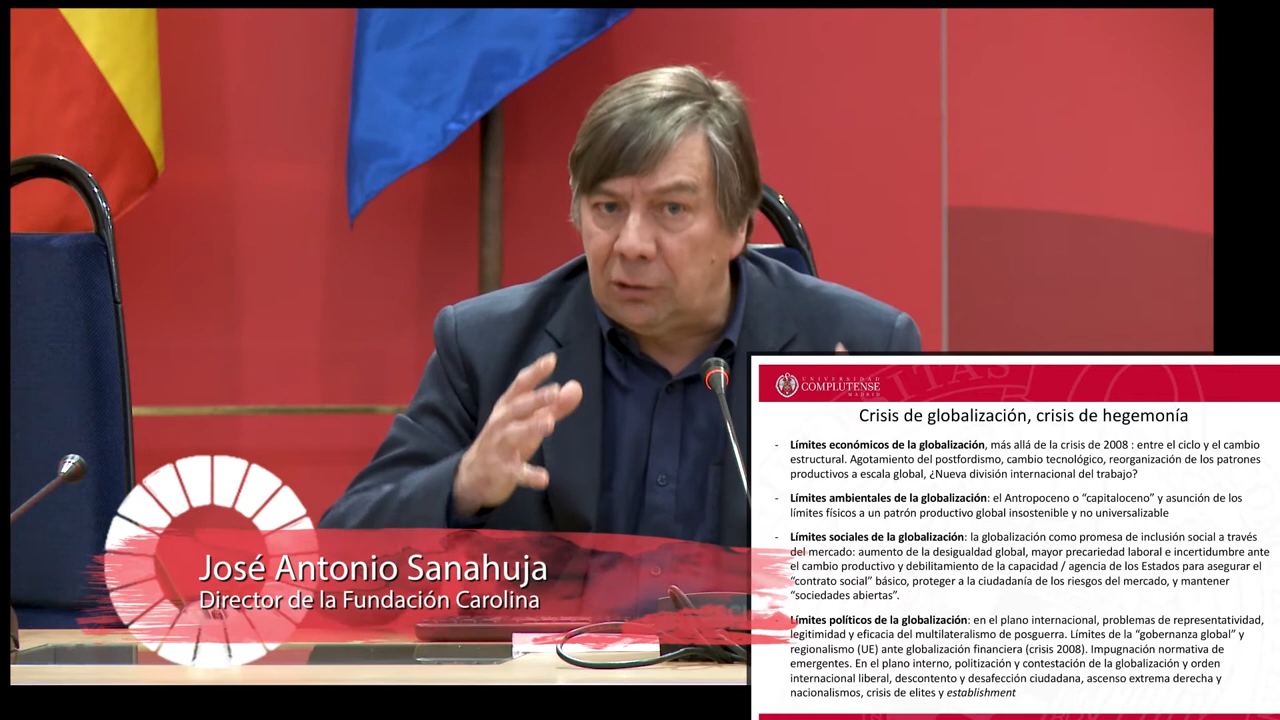 José Antonio Sanahuja
Director de la Fundación Carolina
UNIVERSIDAD
COMPLUTENSE
MADRID
Crisis de globalización, crisis de hegemonía
- Límites económicos de la globalización, más allá de la crisis de 2008 : entre el ciclo y el cambio
estructural. Agotamiento del postfordismo, cambio tecnológico, reorganización de los patrones
productivos a escala global, ¿Nueva división internacional del trabajo?
- Límites ambientales de la globalización: el Antropoceno o “capitaloceno” y asunción de los
límites físicos a un patrón productivo global insostenible y no universalizable
- Límites sociales de la globalización: la globalización como promesa de inclusión social a través
del mercado: aumento de la desigualdad global, mayor precariedad laboral e incertidumbre ante
el cambio productivo y debilitamiento de la capacidad / agencia de los Estados para asegurar el
“contrato social” básico, proteger a la ciudadanía de los riesgos del mercado, y mantener
“sociedades abiertas”.
- Límites políticos de la globalización: en el plano internacional, problemas de representatividad,
legitimidad y eficacia del multilateralismo de posguerra. Límites de la “gobernanza global” y
regionalismo (UE) ante globalización financiera (crisis 2008). Impugnación normativa de
emergentes. En el plano interno, politización y contestación de la globalización y orden
internacional liberal, descontento y desafección ciudadana, ascenso extrema derecha y
nacionalismos, crisis de elites y establishment